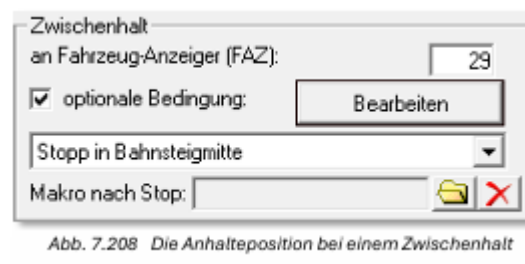 Zwischenhalt
an Fahrzeug-Anzeiger (FAZ): 29
optionale Bedingung: Bearbeiten
Stopp in Bahnsteigmitte
Makro nach Stop:
Abb. 7.208 Die Anhalteposition bei einem Zwischenhalt